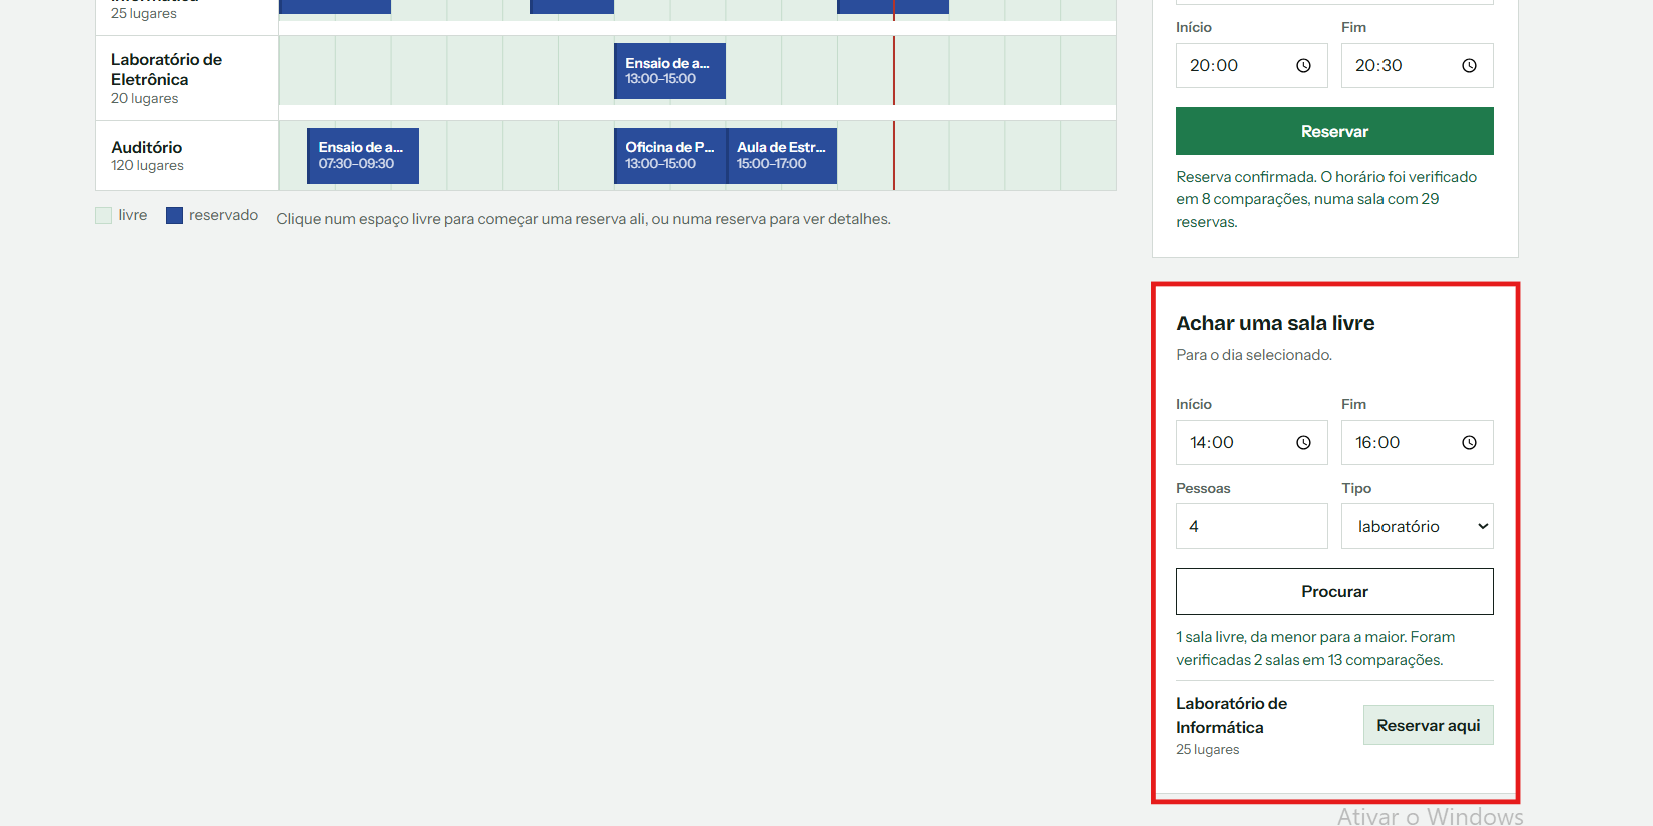 25 lugares
Laboratório de
Eletrônica
20 lugares
Ensaio de a...
13:00–15:00
Auditório
120 lugares
Ensaio de a...
07:30–09:30
Oficina de P...
13:00–15:00
Aula de Estr...
15:00–17:00
livre
reservado
Clique num espaço livre para começar uma reserva ali, ou numa reserva para ver detalhes.
Início
Fim
20:00
20:30
Reservar
Reserva confirmada. O horário foi verificado
em 8 comparações, numa sala com 29
reservas.
Achar uma sala livre
Para o dia selecionado.
Início
Fim
14:00
16:00
Pessoas
Tipo
4
laboratório
Procurar
1 sala livre, da menor para a maior. Foram
verificadas 2 salas em 13 comparações.
Laboratório de
Informática
25 lugares
Reservar aqui
Ativar o Windows